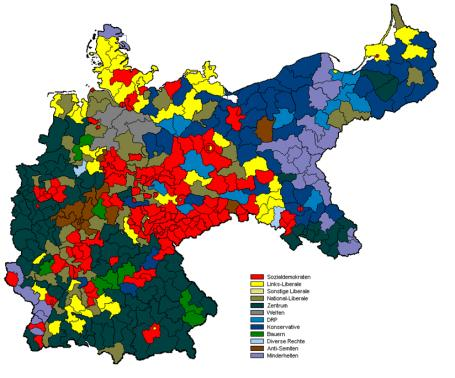 Sozialdemokraten
Links-Liberale
Sonstige Liberale
National-Liberale
Zentrum
Welfen
DRP
Konservative
Bauern
Diverse Rechte
Anti-Semiten
Minderheiten